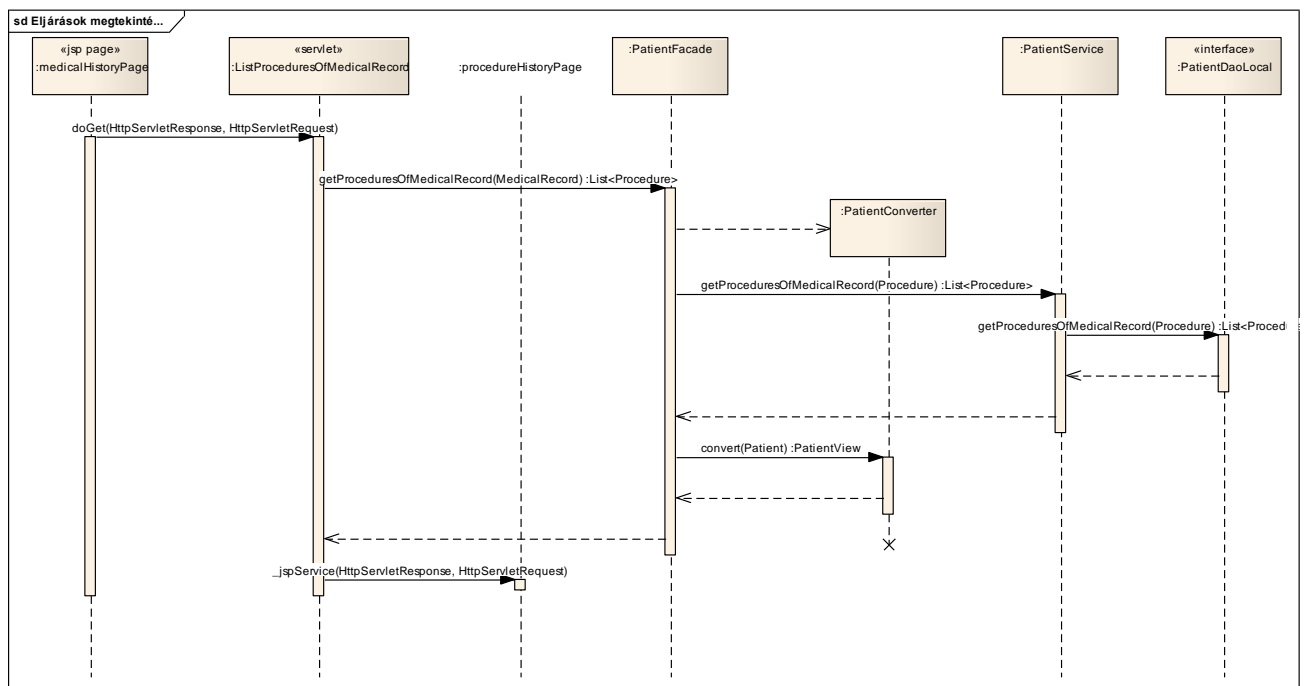 sd Eljárások megtekinté...
«jsp page»
:medicalHistoryPage
«servlet»
:ListProceduresOfMedicalRecord
:procedureHistoryPage
:PatientFacade
:PatientService
«interface»
:PatientDaoLocal
doGet(HttpServletResponse, HttpServletRequest)
getProceduresOfMedicalRecord(MedicalRecord) :List<Procedure>
:PatientConverter
getProceduresOfMedicalRecord(Procedure) :List<Procedure>
getProceduresOfMedicalRecord(Procedure) :List<Procedu
convert(Patient) :PatientView
_jspService(HttpServletResponse, HttpServletRequest)